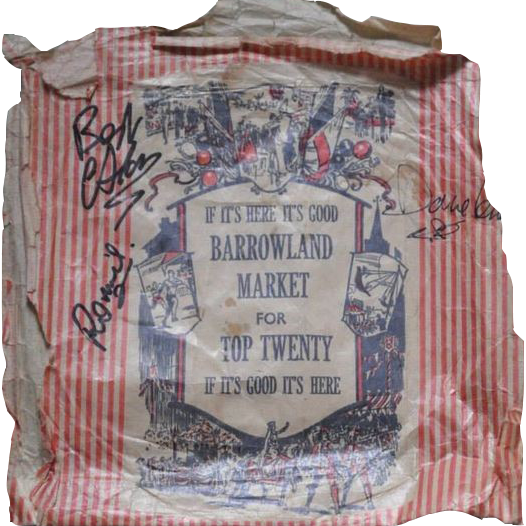 IF IT'S HERE IT'S GOOD
BARROWLAND
MARKET
FOR
TOP TWENTY
IF IT'S GOOD IT'S HERE